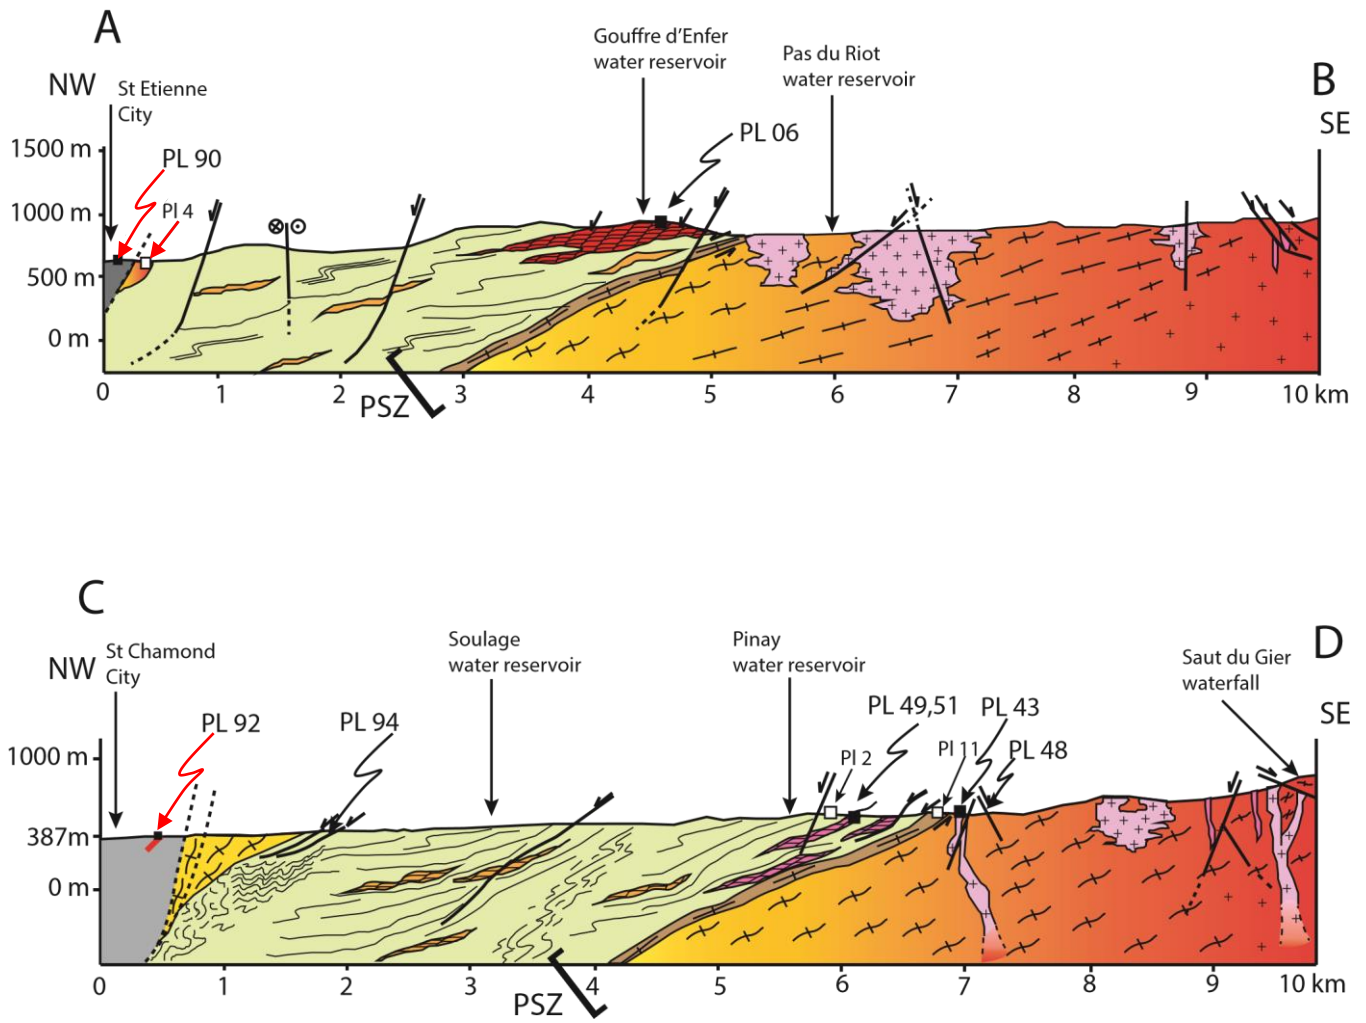 A
Gouffre d'Enfer
water reservoir
Pas du Riot
water reservoir
B
NW
St Etienne
City
SE
1500 m
PL 90
PL 06
1000 m
Pl 4
500 m
0 m
0
1
2
PSZ
3
4
5
6
7
8
9
10 km
C
St Chamond
City
NW
Soulage
water reservoir
Pinay
water reservoir
Saut du Gier
waterfall
D
SE
PL 92
PL 94
PL 49,51
PL 43
Pl 2
Pl 11
PL 48
1000 m
387m
0 m
0
1
2
3
PSZ
4
5
6
7
8
9
10 km